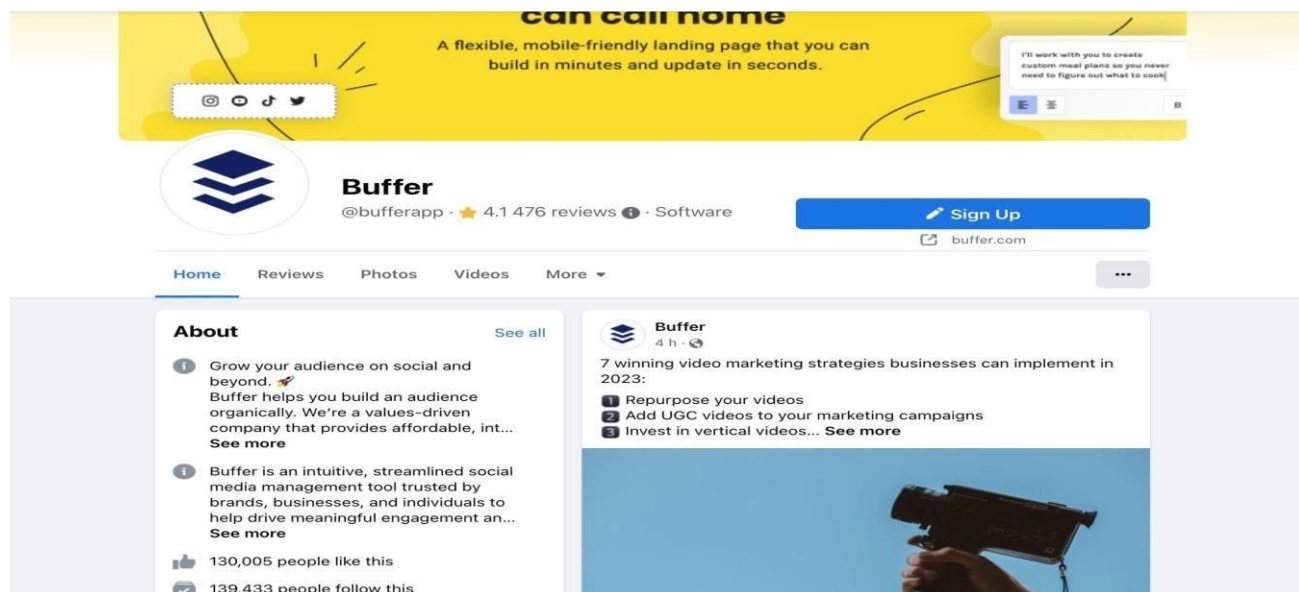 can call home
A flexible, mobile-friendly landing page that you can
build in minutes and update in seconds.
I'll work with you to create
custom meal plans so you never
need to figure out what to cook
B
Buffer
@bufferapp · ⭐ 4.1 476 reviews · Software
Sign Up
buffer.com
Home Reviews Photos Videos More
About See all
Grow your audience on social and
beyond. 🚀
Buffer helps you build an audience
organically. We're a values-driven
company that provides affordable, int...
See more
Buffer is an intuitive, streamlined social
media management tool trusted by
brands, businesses, and individuals to
help drive meaningful engagement an...
See more
130,005 people like this
139,433 people follow this
Buffer
4 h ·
7 winning video marketing strategies businesses can implement in
2023:
1 Repurpose your videos
2 Add UGC videos to your marketing campaigns
3 Invest in vertical videos... See more